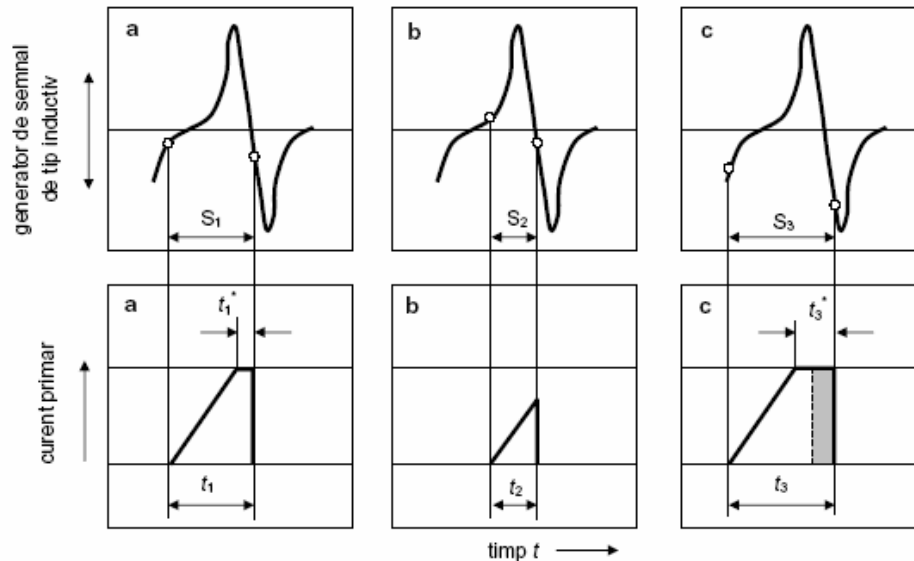 generator de semnal
de tip inductiv
a
S₁
b
S₂
c
S₃
curent primar
a
t₁*
t₁
b
t₂
c
t₃*
t₃
timp t